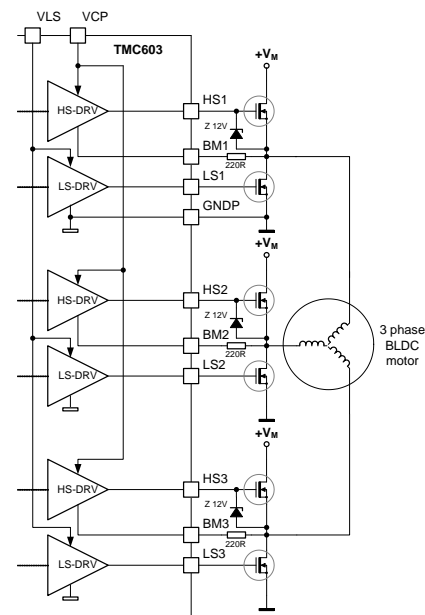 VLS VCP
TMC603
+VM
HS-DRV
HS1
Z 12V
BM1
220R
LS-DRV
LS1
GNDP
+VM
HS-DRV
HS2
Z 12V
BM2
220R
LS-DRV
LS2
3 phase
BLDC
motor
+VM
HS-DRV
HS3
Z 12V
BM3
220R
LS-DRV
LS3